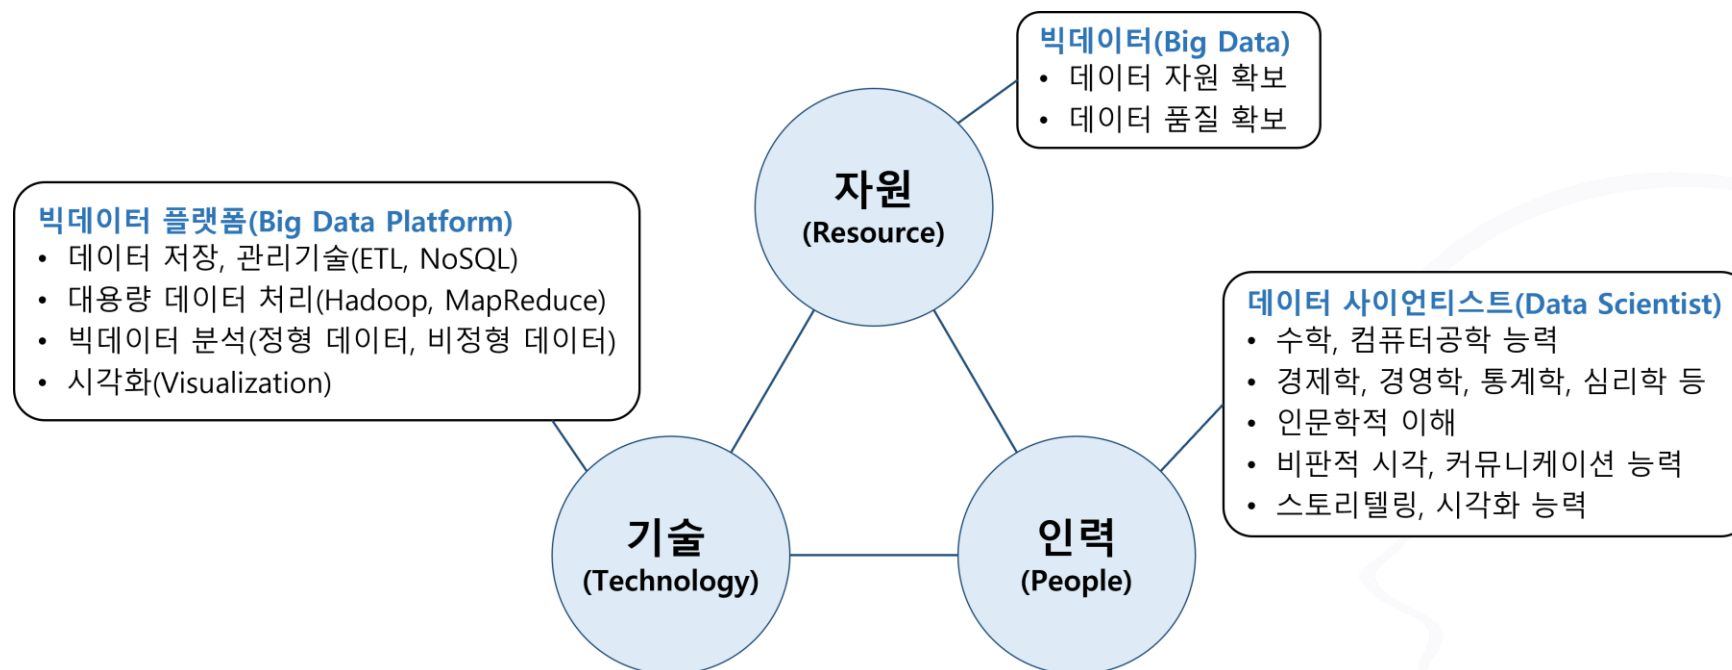 빅데이터(Big Data)
• 데이터 자원 확보
• 데이터 품질 확보
자원
(Resource)
빅데이터 플랫폼(Big Data Platform)
• 데이터 저장, 관리기술(ETL, NoSQL)
• 대용량 데이터 처리(Hadoop, MapReduce)
• 빅데이터 분석(정형 데이터, 비정형 데이터)
• 시각화(Visualization)
데이터 사이언티스트(Data Scientist)
• 수학, 컴퓨터공학 능력
• 경제학, 경영학, 통계학, 심리학 등
• 인문학적 이해
• 비판적 시각, 커뮤니케이션 능력
• 스토리텔링, 시각화 능력
기술
(Technology)
인력
(People)